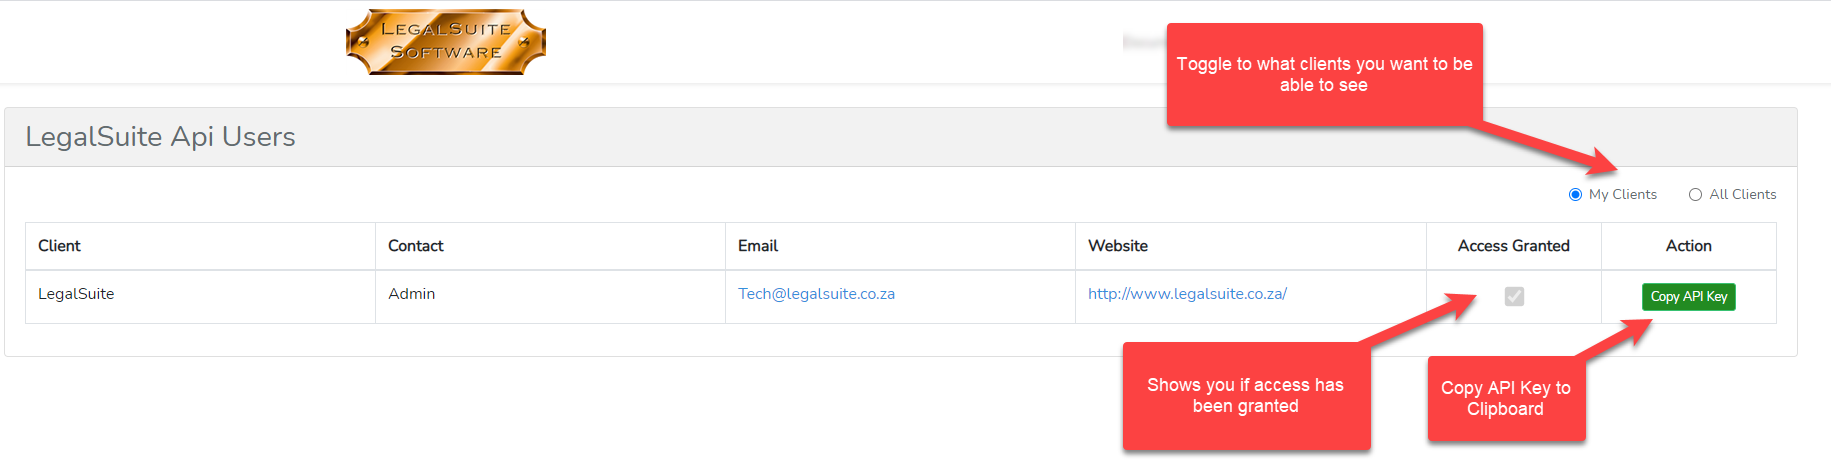 LEGALSUITE
SOFTWARE
Toggle to what clients you want to be
able to see
LegalSuite Api Users
My Clients
All Clients
Client
Contact
Email
Website
Access Granted
Action
LegalSuite
Admin
Tech@legalsuite.co.za
http://www.legalsuite.co.za/
Copy API Key
Shows you if access has
been granted
Copy API Key to
Clipboard